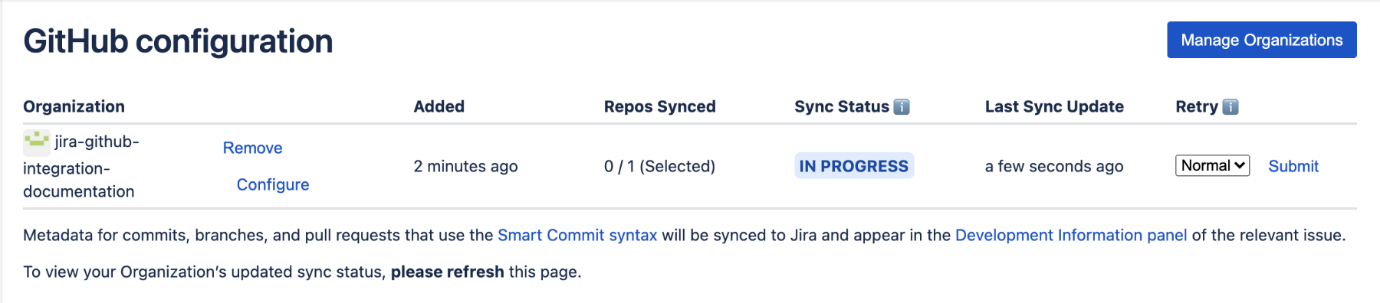 GitHub configuration
Manage Organizations
Organization Added Repos Synced Sync Status Last Sync Update Retry
jira-github-
integration-
documentation
Remove
Configure
2 minutes ago 0 / 1 (Selected) IN PROGRESS a few seconds ago Normal Submit
Metadata for commits, branches, and pull requests that use the Smart Commit syntax will be synced to Jira and appear in the Development Information panel of the relevant issue.
To view your Organization’s updated sync status, please refresh this page.